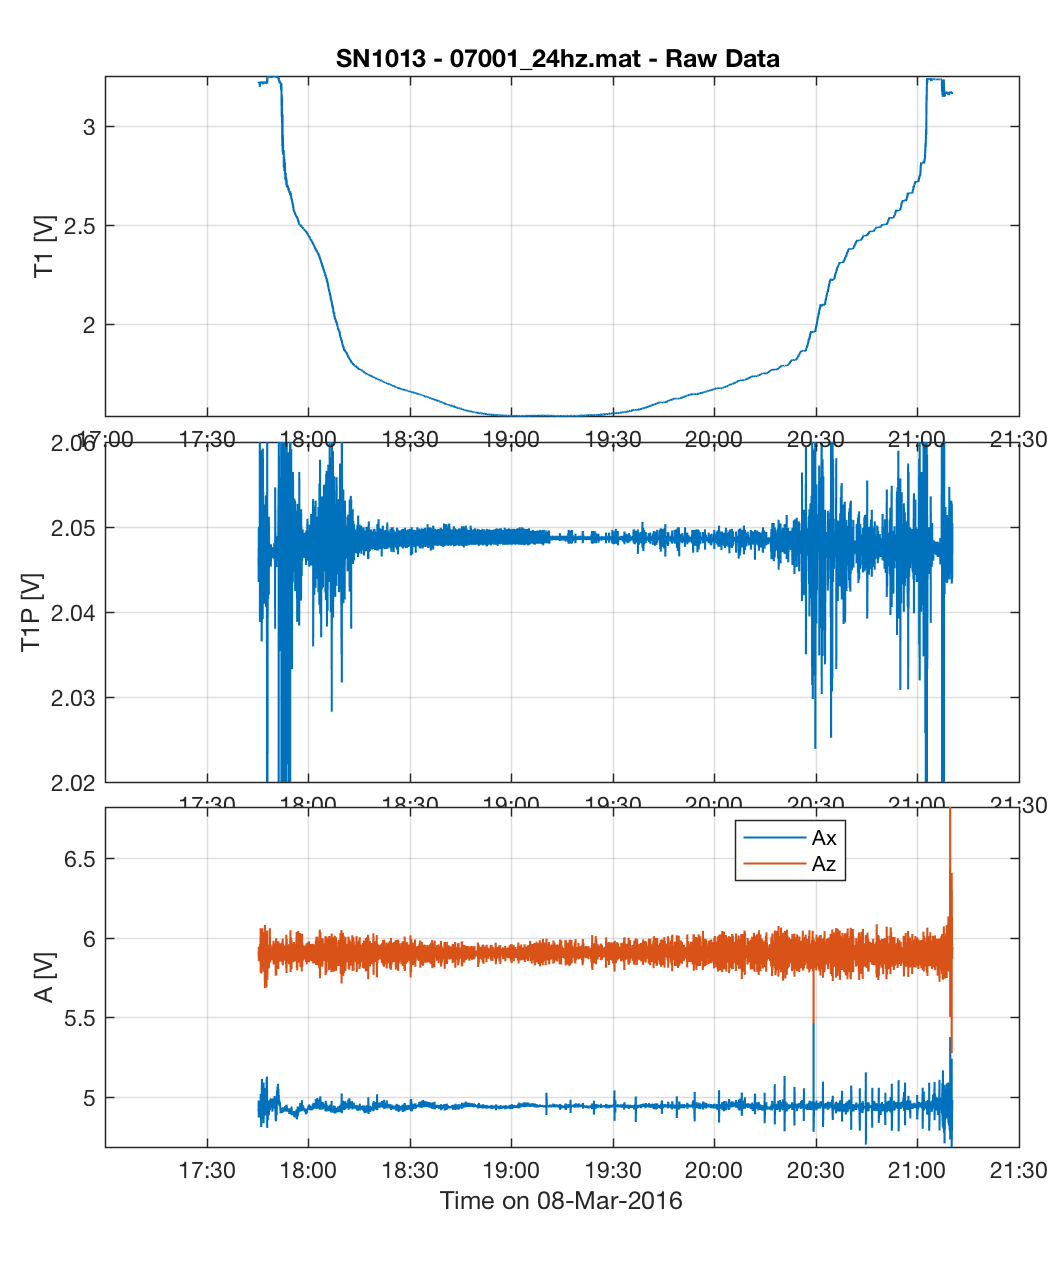 SN1013 - 07001_24hz.mat - Raw Data
T1 [V]
3
2.5
2
17:00 17:30 18:00 18:30 19:00 19:30 20:00 20:30 21:00 21:30
T1P [V]
2.06
2.05
2.04
2.03
2.02
17:30 18:00 18:30 19:00 19:30 20:00 20:30 21:00 21:30
A [V]
6.5
6
5.5
5
Ax
Az
17:30 18:00 18:30 19:00 19:30 20:00 20:30 21:00 21:30
Time on 08-Mar-2016